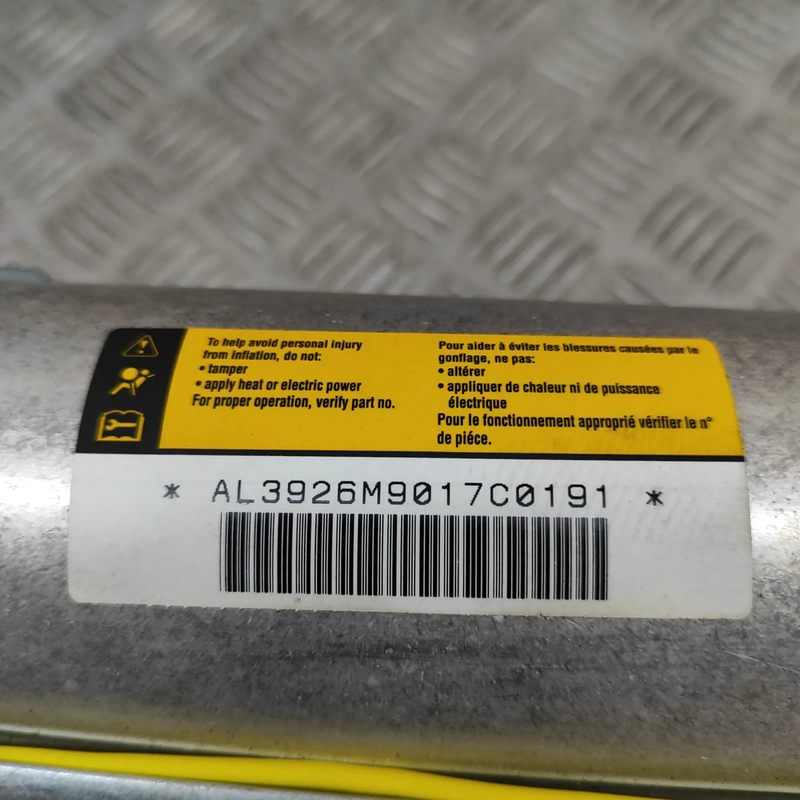 To help avoid personal injury
from inflation, do not:
• tamper
• apply heat or electric power
For proper operation, verify part no.
Pour aider à éviter les blessures causées par le
gonflage, ne pas:
• altérer
• appliquer de chaleur ni de puissance
électrique
Pour le fonctionnement approprié vérifier le n°
de piéce.
* AL3926M9017C0191 *